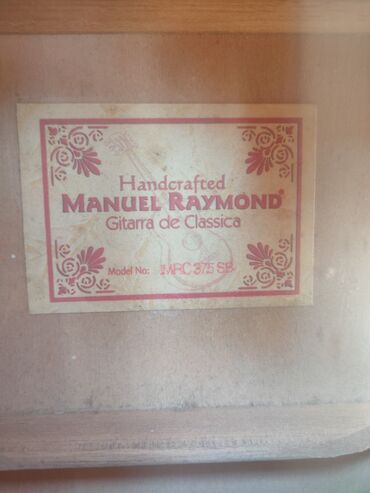 Handcrafted
MANUEL RAYMOND®
Gitarra de Classica
Model No: MRC 375 SB